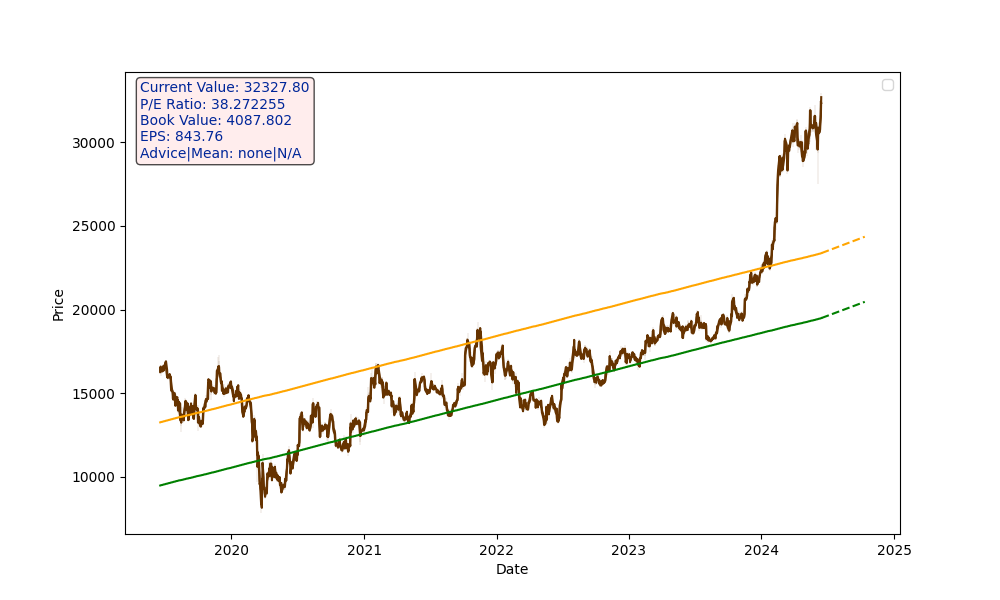 Current Value: 32327.80
P/E Ratio: 38.272255
Book Value: 4087.802
EPS: 843.76
Advice|Mean: none|N/A
30000
25000
20000
15000
10000
Price
2020 2021 2022 2023 2024 2025
Date